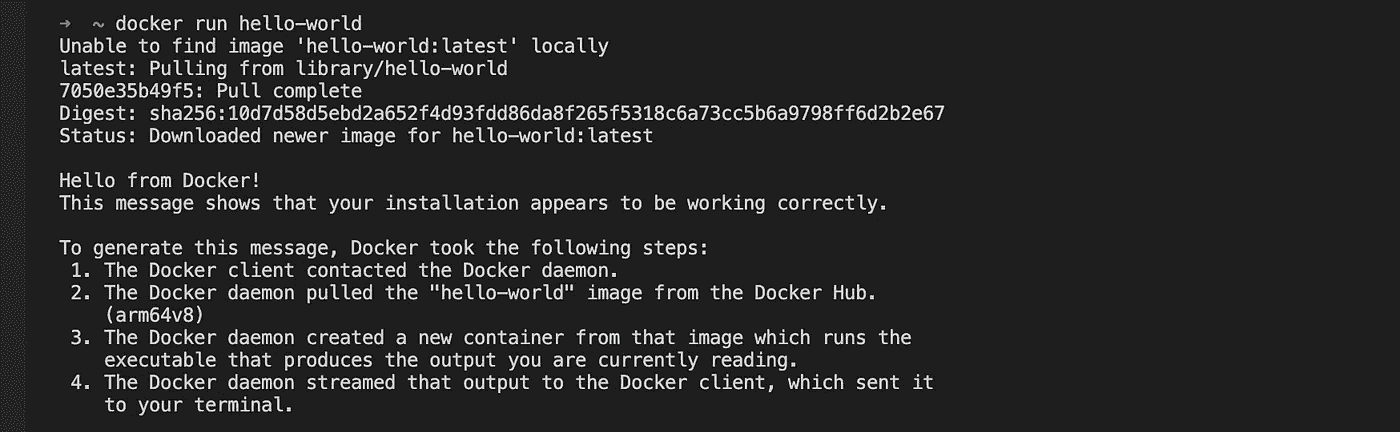 → ~ docker run hello-world
Unable to find image 'hello-world:latest' locally
latest: Pulling from library/hello-world
7050e35b49f5: Pull complete
Digest: sha256:10d7d58d5ebd2a652f4d93fdd86da8f265f5318c6a73cc5b6a9798ff6d2b2e67
Status: Downloaded newer image for hello-world:latest

Hello from Docker!
This message shows that your installation appears to be working correctly.

To generate this message, Docker took the following steps:
 1. The Docker client contacted the Docker daemon.
 2. The Docker daemon pulled the "hello-world" image from the Docker Hub.
    (arm64v8)
 3. The Docker daemon created a new container from that image which runs the
    executable that produces the output you are currently reading.
 4. The Docker daemon streamed that output to the Docker client, which sent it
    to your terminal.